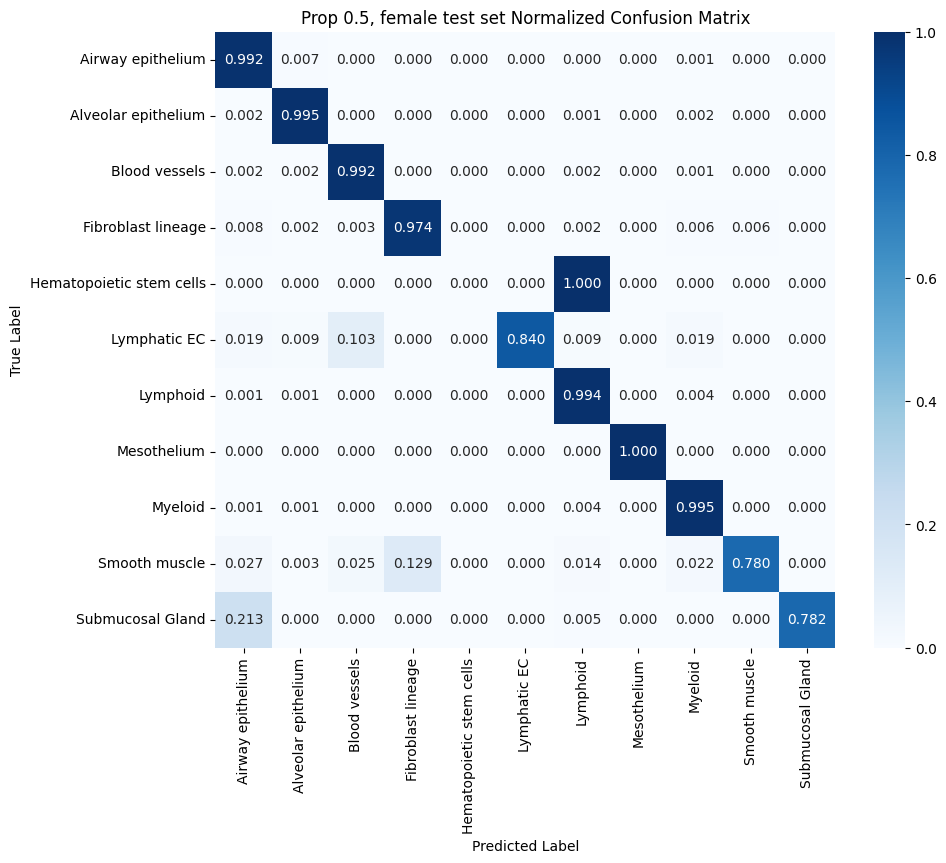 Prop 0.5, female test set Normalized Confusion Matrix
Airway epithelium 0.992 0.007 0.000 0.000 0.000 0.000 0.000 0.000 0.001 0.000 0.000
Alveolar epithelium 0.002 0.995 0.000 0.000 0.000 0.000 0.001 0.000 0.002 0.000 0.000
Blood vessels 0.002 0.002 0.992 0.000 0.000 0.000 0.002 0.000 0.001 0.000 0.000
Fibroblast lineage 0.008 0.002 0.003 0.974 0.000 0.000 0.002 0.000 0.006 0.006 0.000
Hematopoietic stem cells 0.000 0.000 0.000 0.000 0.000 0.000 1.000 0.000 0.000 0.000 0.000
Lymphatic EC 0.019 0.009 0.103 0.000 0.000 0.840 0.009 0.000 0.019 0.000 0.000
Lymphoid 0.001 0.001 0.000 0.000 0.000 0.000 0.994 0.000 0.004 0.000 0.000
Mesothelium 0.000 0.000 0.000 0.000 0.000 0.000 0.000 1.000 0.000 0.000 0.000
Myeloid 0.001 0.001 0.000 0.000 0.000 0.000 0.004 0.000 0.995 0.000 0.000
Smooth muscle 0.027 0.003 0.025 0.129 0.000 0.000 0.014 0.000 0.022 0.780 0.000
Submucosal Gland 0.213 0.000 0.000 0.000 0.000 0.000 0.005 0.000 0.000 0.000 0.782
True Label
Airway epithelium
Alveolar epithelium
Blood vessels
Fibroblast lineage
Hematopoietic stem cells
Lymphatic EC
Lymphoid
Mesothelium
Myeloid
Smooth muscle
Submucosal Gland
Predicted Label
1.0
0.8
0.6
0.4
0.2
0.0